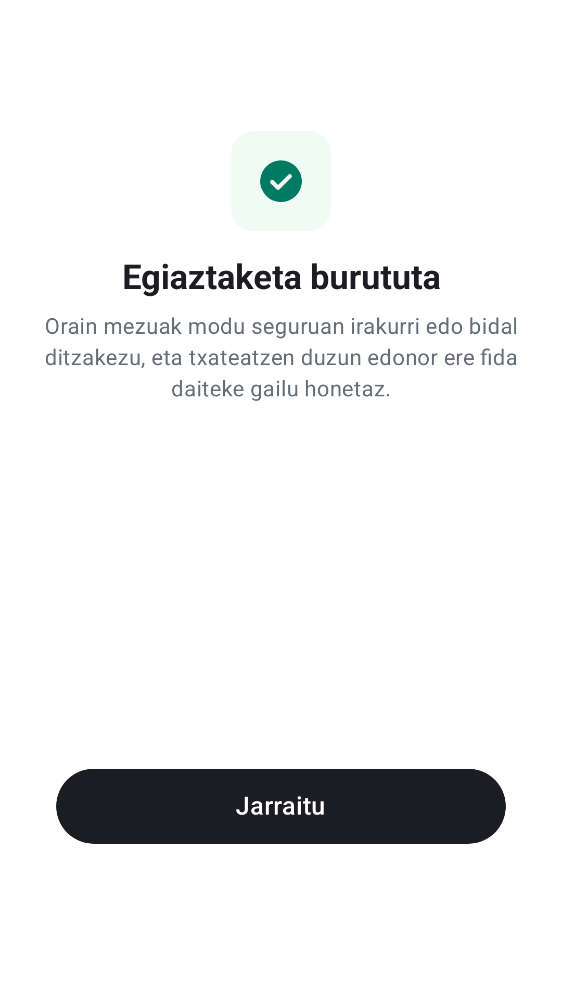 Egiaztaketa burututa
Orain mezuak modu seguruan irakurri edo bidal
ditzakezu, eta txateatzen duzun edonor ere fida
daiteke gailu honetaz.
Jarraitu